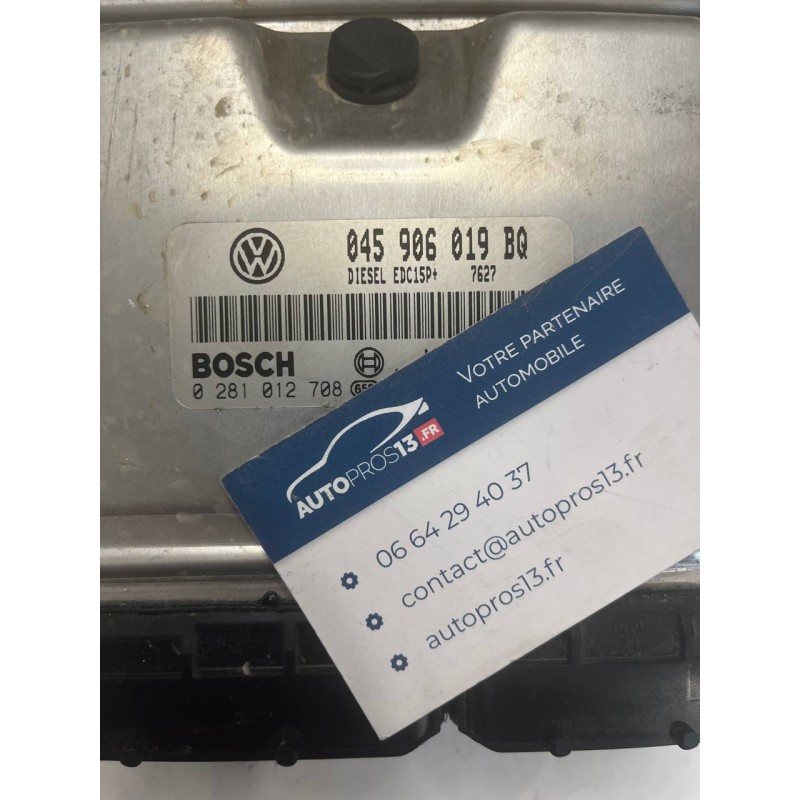 045 906 019 BQ
DIESEL EDC15P+ 7627
BOSCH
0 281 012 708
VOTRE PARTENAIRE
AUTOMOBILE
AUTOPROS13.FR
06 64 29 40 37
contact@autopros13.fr
autopros13.fr